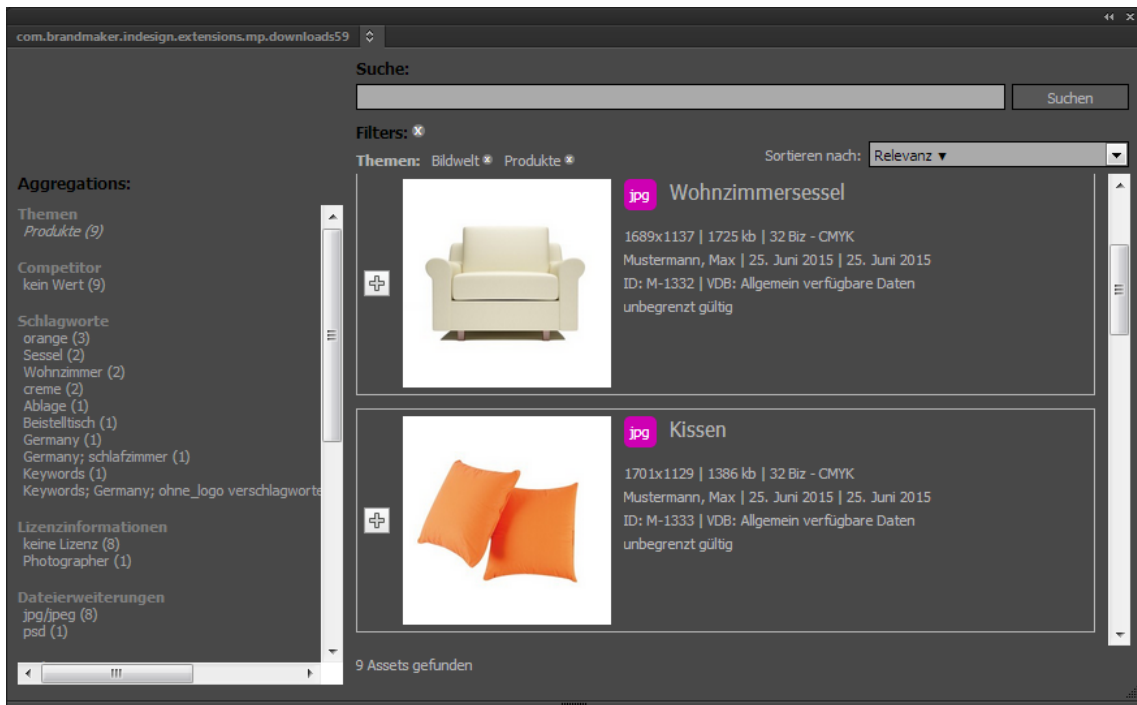 com.brandmaker.indesign.extensions.mp.downloads59
Suche:
Suchen
Filters:
Themen: Bildwelt Produkte
Sortieren nach: Relevanz ▼
Aggregations:
Themen
Produkte (9)
Competitor
kein Wert (9)
Schlagworte
orange (3)
Sessel (2)
Wohnzimmer (2)
creme (2)
Ablage (1)
Beistelltisch (1)
Germany (1)
Germany; schlafzimmer (1)
Keywords (1)
Keywords; Germany; ohne_logo verschlagworte
Lizenzinformationen
keine Lizenz (8)
Photographer (1)
Dateierweiterungen
jpg/jpeg (8)
psd (1)
jpg Wohnzimmersessel
1689x1137 | 1725 kb | 32 Biz - CMYK
Mustermann, Max | 25. Juni 2015 | 25. Juni 2015
ID: M-1332 | VDB: Allgemein verfügbare Daten
unbegrenzt gültig
jpg Kissen
1701x1129 | 1386 kb | 32 Biz - CMYK
Mustermann, Max | 25. Juni 2015 | 25. Juni 2015
ID: M-1333 | VDB: Allgemein verfügbare Daten
unbegrenzt gültig
9 Assets gefunden